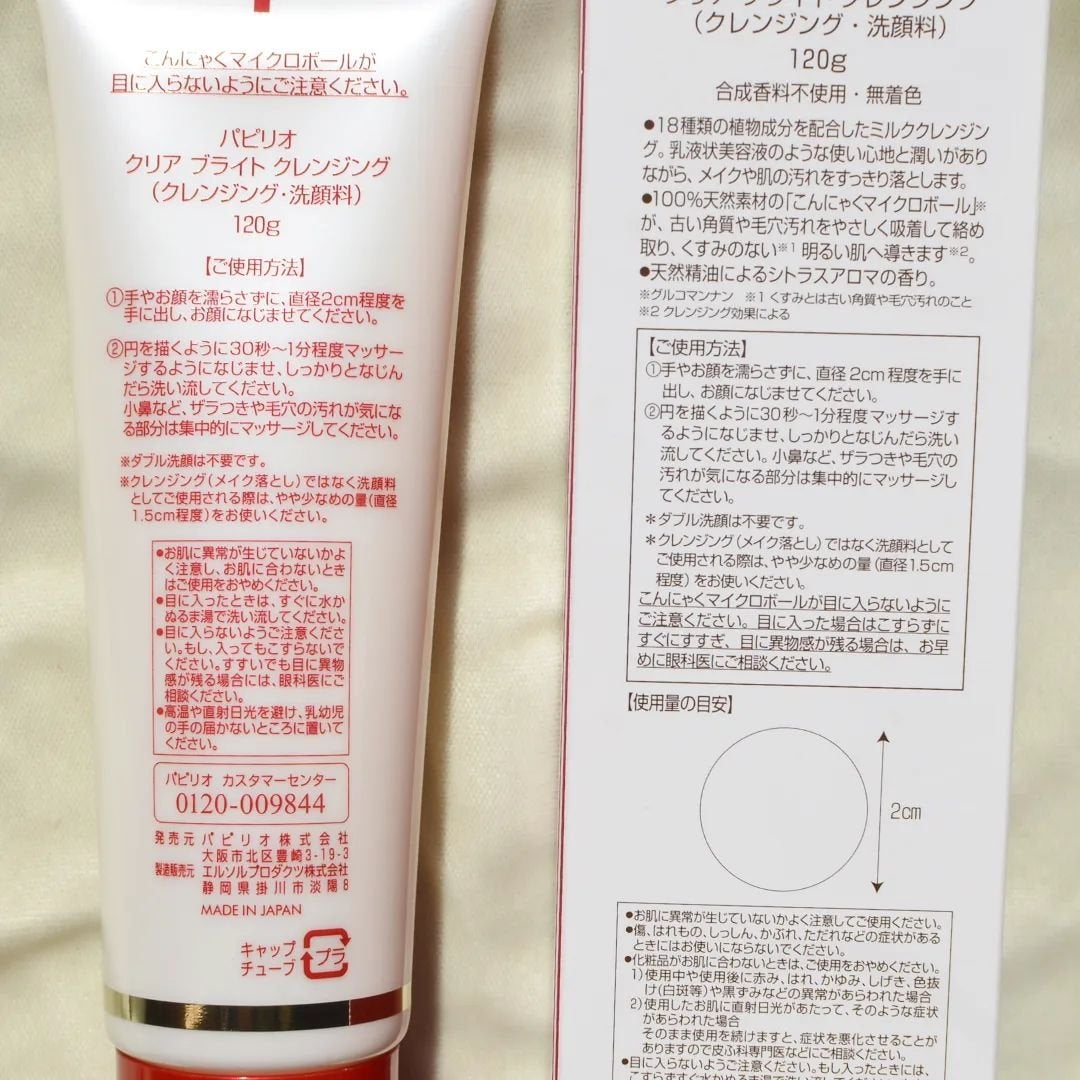 こんにゃくマイクロボールが
目に入らないようにご注意ください。
パピリオ
クリア ブライト クレンジング
(クレンジング・洗顔料)
120g
【ご使用方法】
①手やお顔を濡らさずに、直径2cm程度を
手に出し、お顔になじませてください。
②円を描くように30秒〜1分程度マッサー
ジするようになじませ、しっかりとなじん
だら洗い流してください。
小鼻など、ザラつきや毛穴の汚れが気にな
る部分は集中的にマッサージしてください。
※ダブル洗顔は不要です。
※クレンジング(メイク落とし)ではなく洗顔料
としてご使用される際は、やや少なめの量(直径
1.5cm程度)をお使いください。
●お肌に異常が生じていないかよ
く注意し、お肌に合わないとき
はご使用をおやめください。
●目に入ったときは、すぐに水か
ぬるま湯で洗い流してください。
●目に入らないようご注意くださ
い。もし、入ってもこすらないで
ください。すすいでも目に異物
感が残る場合には、眼科医にご
相談ください。
●高温や直射日光を避け、乳幼児
の手の届かないところに置いて
ください。
パピリオ カスタマーセンター
0120-009844
発売元 パピリオ株式会社
大阪市北区豊崎3-19-3
製造販売元 エルソルプロダクツ株式会社
静岡県掛川市淡陽8
MADE IN JAPAN
キャップ
チューブ
プラ
クリア ブライト クレンジング
(クレンジング・洗顔料)
120g
合成香料不使用・無着色
●18種類の植物成分を配合したミルククレンジン
グ。乳液状美容液のような使い心地と潤いがあり
ながら、メイクや肌の汚れをすっきり落とします。
●100%天然素材の「こんにゃくマイクロボール」※
が、古い角質や毛穴汚れをやさしく吸着して絡め
取り、くすみのない※1 明るい肌へ導きます※2。
●天然精油によるシトラスアロマの香り。
※グルコマンナン ※1 くすみとは古い角質や毛穴汚れのこと
※2 クレンジング効果による
【ご使用方法】
①手やお顔を濡らさずに、直径2cm程度を手に
出し、お顔になじませてください。
②円を描くように30秒〜1分程度マッサージす
るようになじませ、しっかりとなじんだら洗い
流してください。小鼻など、ザラつきや毛穴の
汚れが気になる部分は集中的にマッサージし
てください。
＊ダブル洗顔は不要です。
＊クレンジング(メイク落とし)ではなく洗顔料として
ご使用される際は、やや少なめの量(直径1.5cm
程度)をお使いください。
こんにゃくマイクロボールが目に入らないように
ご注意ください。目に入った場合はこすらずに
すぐにすすぎ、目に異物感が残る場合は、お早
めに眼科医にご相談ください。
【使用量の目安】
2cm
●お肌に異常が生じていないかよく注意してご使用ください。
●傷、はれもの、しっしん、かぶれ、ただれなどの症状がある
ときにはお使いにならないでください。
●化粧品がお肌に合わないときは、ご使用をおやめください。
1)使用中や使用後に赤み、はれ、かゆみ、しげき、色抜
け(白斑等)や黒ずみなどの異常があらわれた場合
2)使用したお肌に直射日光があたって、そのような症状
があらわれた場合
そのまま使用を続けますと、症状を悪化させることが
ありますので皮ふ科専門医などにご相談ください。
●目に入らないようご注意ください。もし入ったときには、